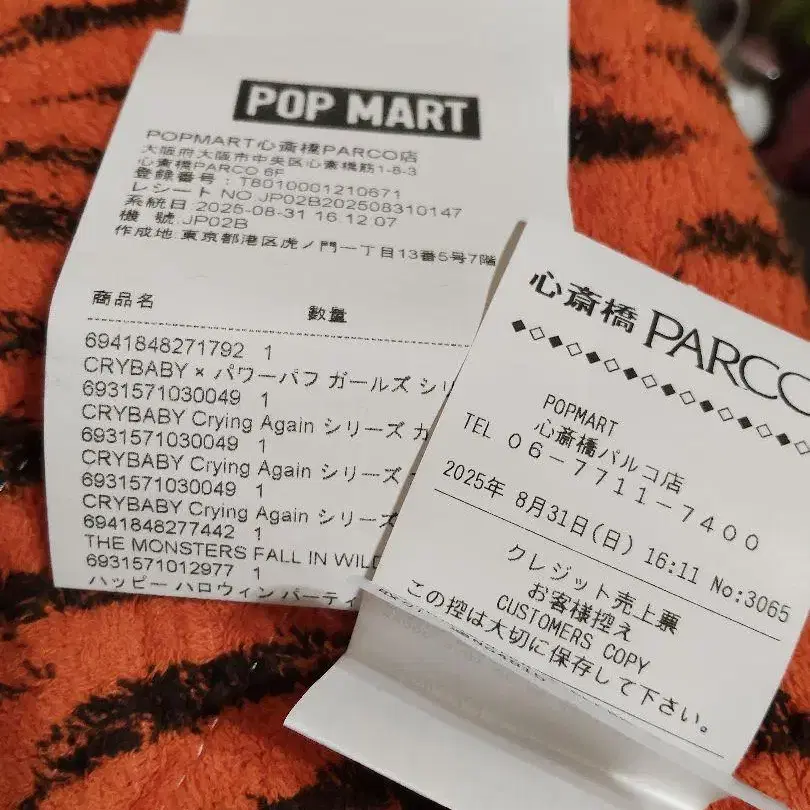 POP MART
POPMART心斎橋PARCO店
大阪府大阪市中央区心斎橋筋1-8-3
心斎橋PARCO 6F
登録番号:T8010001210671
レシートNO.JP02B202508310147
系統日 2025-08-31 16:12:07
機 號.JP02B
作成地:東京都港区虎ノ門一丁目13番5号7階
商品名 数量
69418482717​92 1
CRYBABY × パワーパフ ガールズ シリ
6931571030049 1
CRYBABY Crying Again シリーズ カ
6931571030049 1
CRYBABY Crying Again シリーズ
6931571030049 1
CRYBABY Crying Again シリーズ
6941848277442 1
THE MONSTERS FALL IN WILD
6931571012977 1
ハッピー ハロウィン パーティ
心斎橋 PARCO
POPMART
心斎橋パルコ店
TEL 06-7711-7400
2025年 8月31日(日) 16:11 No:3065
クレジット売上票
お客様控え
CUSTOMERS COPY
この控は大切に保存して下さい。